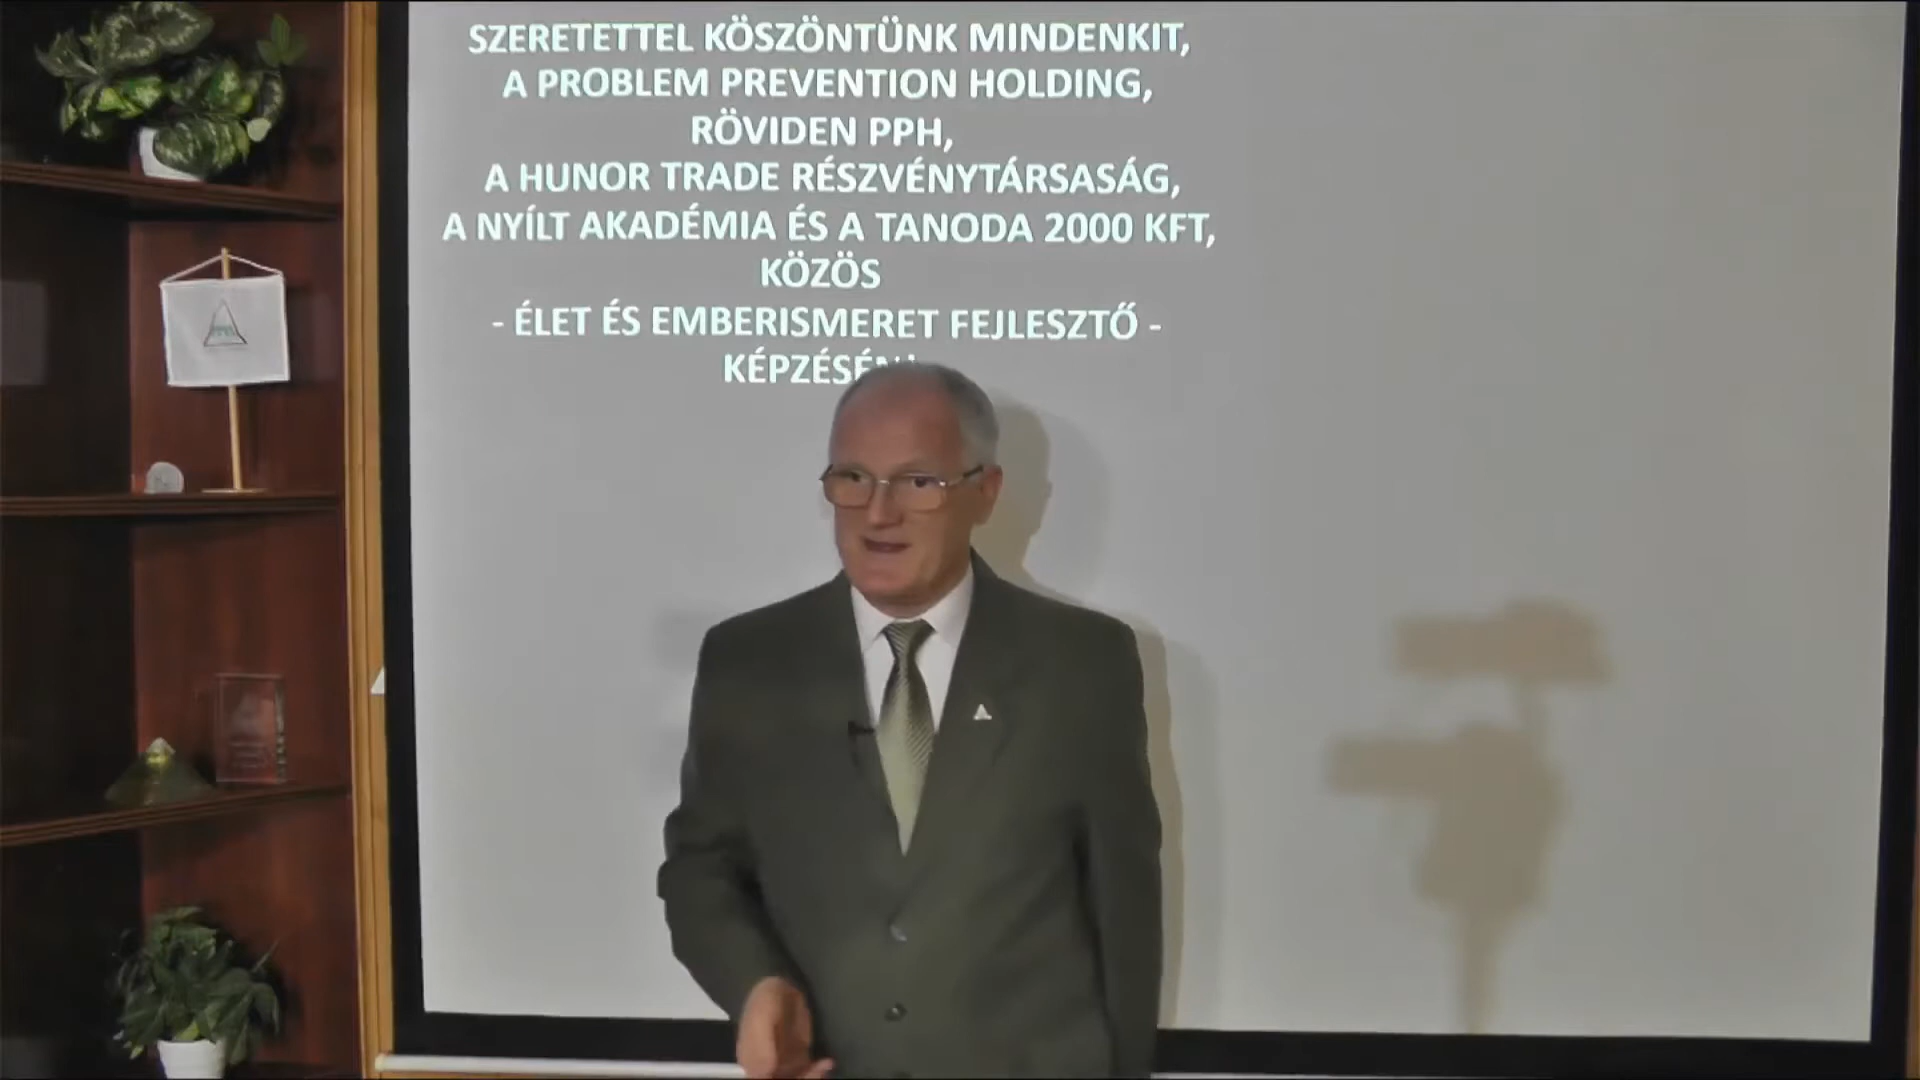 SZERETETTEL KÖSZÖNTÜNK MINDENKIT,
A PROBLEM PREVENTION HOLDING,
RÖVIDEN PPH,
A HUNOR TRADE RÉSZVÉNYTÁRSASÁG,
A NYÍLT AKADÉMIA ÉS A TANODA 2000 KFT,
KÖZÖS
- ÉLET ÉS EMBERISMERET FEJLESZTŐ -